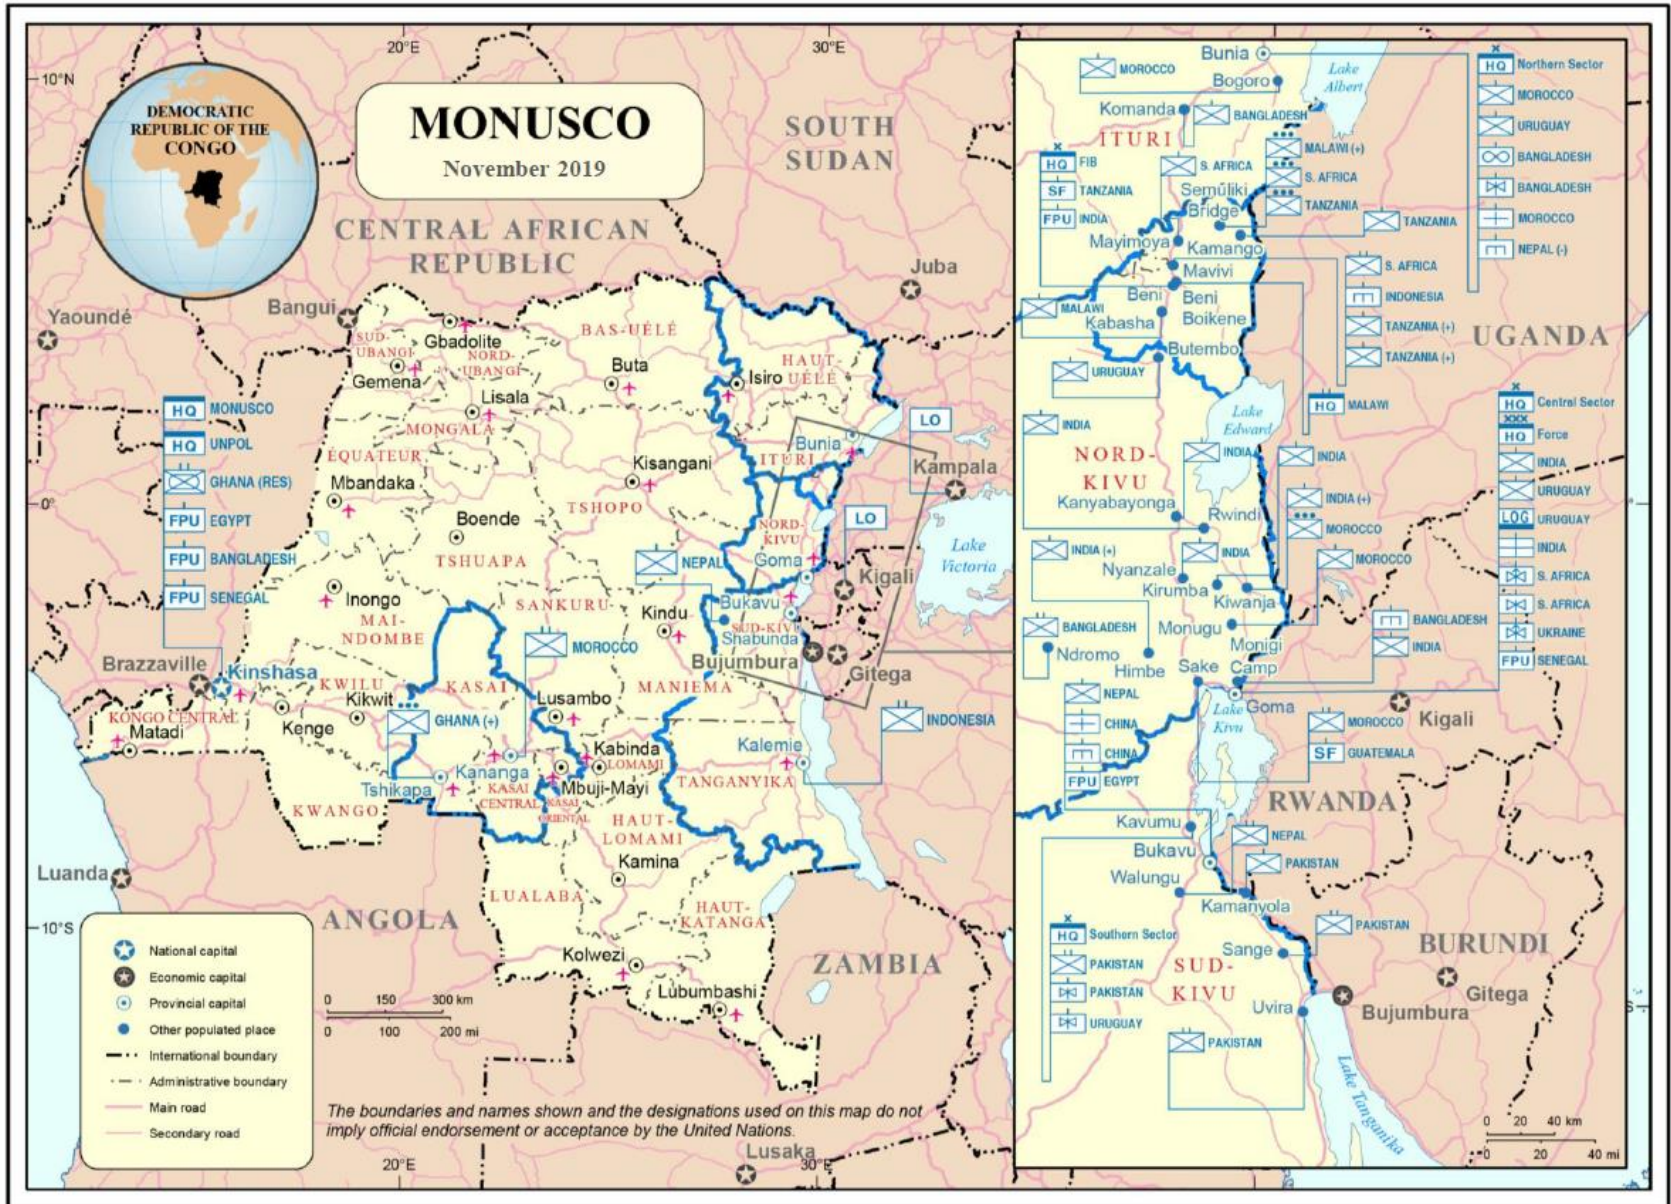 20°E
30°E
10°N
0°
10°S
DEMOCRATIC
REPUBLIC OF THE
CONGO
MONUSCO
November 2019
SOUTH
SUDAN
CENTRAL AFRICAN
REPUBLIC
Juba
Bangui
Yaoundé
Gbadolite
SUD-
UBANGI
NORD-
UBANGI
BAS-UÉLÉ
HAUT-
UÉLÉ
Gemena
Buta
Isiro
Lisala
MONGALA
HQ MONUSCO
HQ UNPOL
GHANA (RES)
FPU EGYPT
FPU BANGLADESH
FPU SENEGAL
ÉQUATEUR
Mbandaka
Kisangani
TSHOPO
Boende
TSHUAPA
Bunia
ITURI
LO
Kampala
LO
NORD-
KIVU
Goma
Lake
Victoria
Kigali
NEPAL
Bukavu
SUD-KIVU
Shabunda
Bujumbura
Gitega
Inongo
MAI-
NDOMBE
SANKURU
Kindu
MOROCCO
Brazzaville
Kinshasa
KWILU
KASAI
MANIEMA
Kikwit
Kenge
KONGO CENTRAL
Matadi
GHANA (+)
Lusambo
INDONESIA
Kalemie
Kabinda
LOMAMI
TANGANYIKA
Kananga
Tshikapa
KASAI
CENTRAL
Mbuji-Mayi
KASAI
ORIENTAL
KWANGO
HAUT-
LOMAMI
Kamina
Luanda
LUALABA
HAUT-
KATANGA
ANGOLA
Kolwezi
Lubumbashi
ZAMBIA
Lusaka
National capital
Economic capital
Provincial capital
Other populated place
International boundary
Administrative boundary
Main road
Secondary road
0 150 300 km
0 100 200 mi
The boundaries and names shown and the designations used on this map do not
imply official endorsement or acceptance by the United Nations.
20°E
30°E
Bunia
MOROCCO
Bogoro
Lake
Albert
Komanda
BANGLADESH
ITURI
HQ Northern Sector
MOROCCO
URUGUAY
BANGLADESH
BANGLADESH
MOROCCO
NEPAL (-)
HQ FIB
SF TANZANIA
FPU INDIA
S. AFRICA
MALAWI (+)
S. AFRICA
TANZANIA
Semuliki
Bridge
TANZANIA
Mayimoya
Kamango
Mavivi
S. AFRICA
INDONESIA
TANZANIA (+)
TANZANIA (+)
Beni
Beni
Boikene
MALAWI
Kabasha
Butembo
URUGUAY
UGANDA
HQ MALAWI
Lake
Edward
INDIA
INDIA
INDIA
NORD-
KIVU
Kanyabayonga
Rwindi
INDIA (+)
MOROCCO
HQ Central Sector
HQ Force
INDIA
URUGUAY
LOG URUGUAY
INDIA
S. AFRICA
S. AFRICA
UKRAINE
FPU SENEGAL
INDIA (+)
INDIA
Nyanzale
Kirumba
Kiwanja
MOROCCO
BANGLADESH
Ndromo
Himbe
Monugu
Monigi
Camp
Sake
BANGLADESH
INDIA
Goma
Lake
Kivu
Kigali
NEPAL
CHINA
CHINA
FPU EGYPT
MOROCCO
SF GUATEMALA
RWANDA
Kavumu
Bukavu
NEPAL
PAKISTAN
Walungu
Kamanyola
HQ Southern Sector
PAKISTAN
PAKISTAN
URUGUAY
PAKISTAN
Sange
SUD-
KIVU
BURUNDI
Gitega
Bujumbura
Uvira
PAKISTAN
Lake Tanganika
0 20 40 km
0 20 40 mi